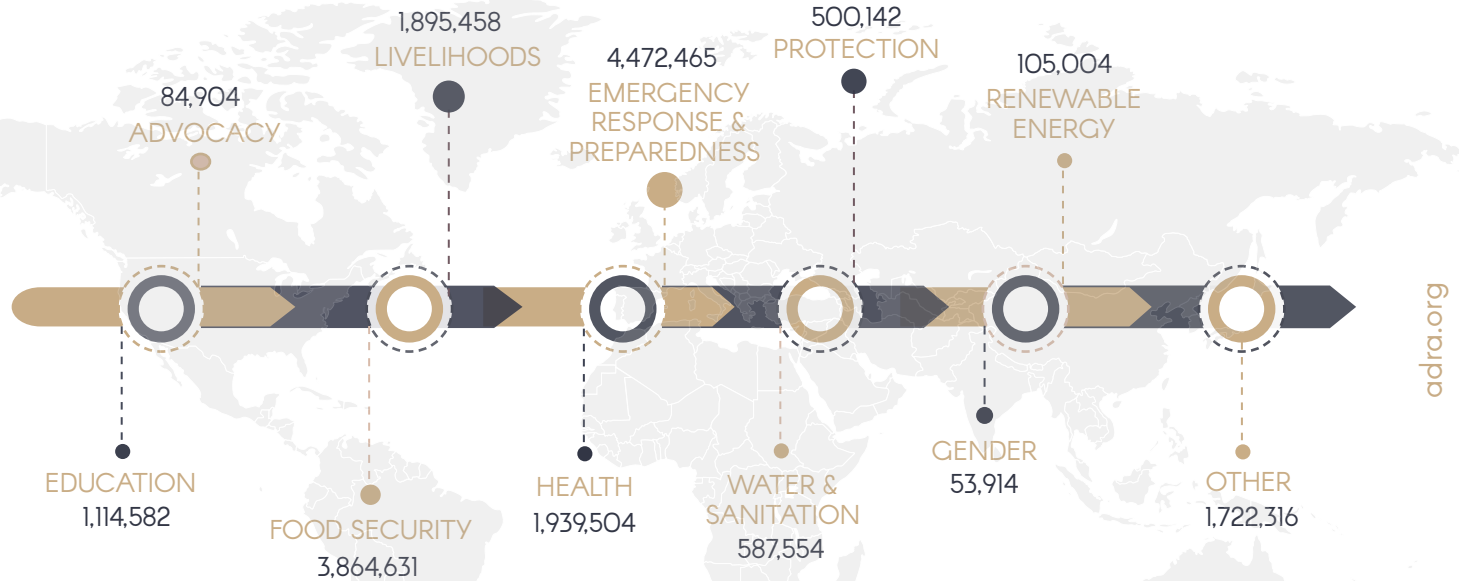 1,895,458
LIVELIHOODS
500,142
PROTECTION
4,472,465
EMERGENCY
RESPONSE &
PREPAREDNESS
105,004
RENEWABLE
ENERGY
84,904
ADVOCACY
adra.org
EDUCATION
1,114,582
FOOD SECURITY
3,864,631
HEALTH
1,939,504
WATER &
SANITATION
587,554
GENDER
53,914
OTHER
1,722,316